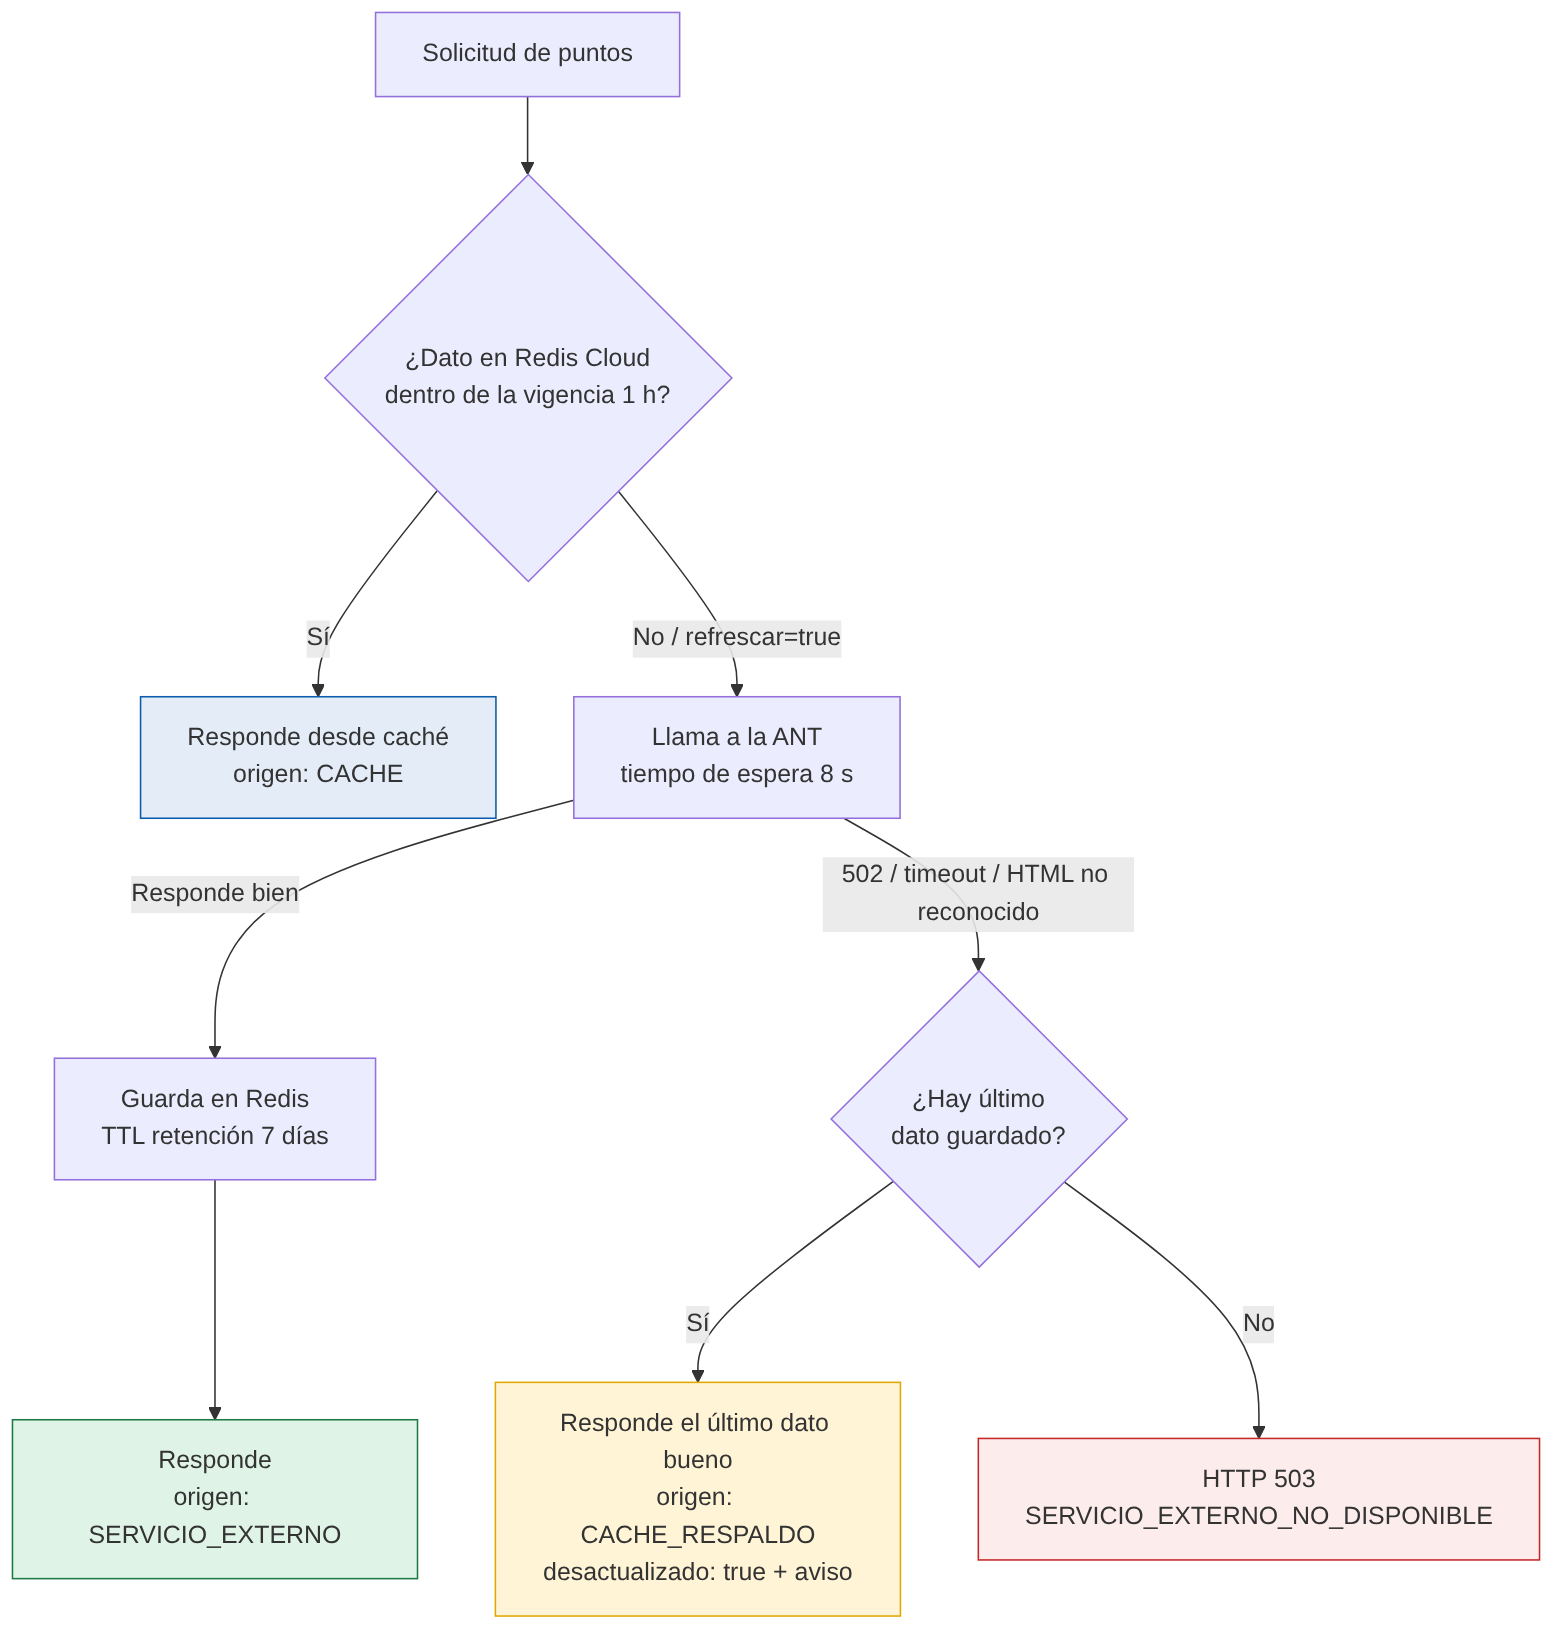 Solicitud de puntos
¿Dato en Redis Cloud
dentro de la vigencia 1 h?
Sí
No / refrescar=true
Responde desde caché
origen: CACHE
Llama a la ANT
tiempo de espera 8 s
Responde bien
502 / timeout / HTML no
reconocido
Guarda en Redis
TTL retención 7 días
¿Hay último
dato guardado?
Sí
No
Responde
origen:
SERVICIO_EXTERNO
Responde el último dato
bueno
origen:
CACHE_RESPALDO
desactualizado: true + aviso
HTTP 503
SERVICIO_EXTERNO_NO_DISPONIBLE